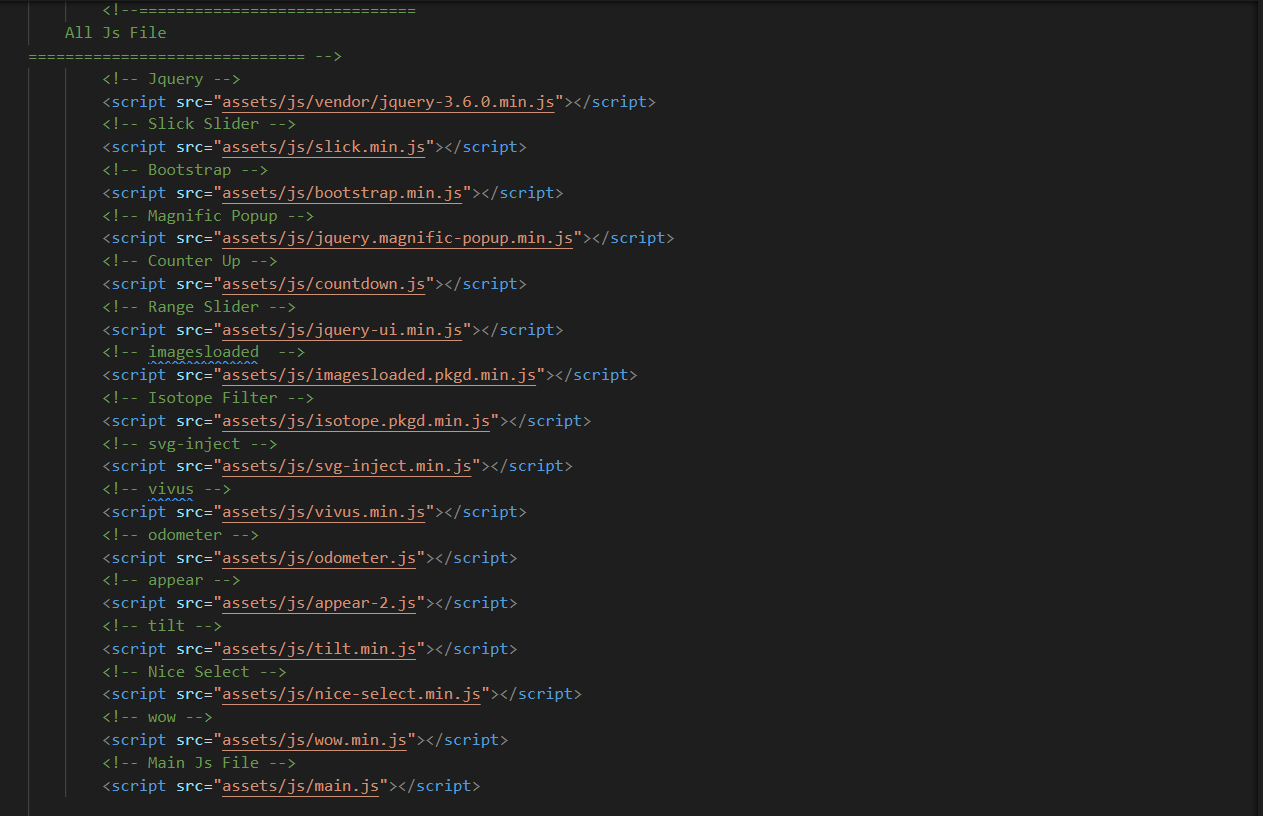 <!--==============================
All Js File
============================== -->
<!-- Jquery -->
<script src="assets/js/vendor/jquery-3.6.0.min.js"></script>
<!-- Slick Slider -->
<script src="assets/js/slick.min.js"></script>
<!-- Bootstrap -->
<script src="assets/js/bootstrap.min.js"></script>
<!-- Magnific Popup -->
<script src="assets/js/jquery.magnific-popup.min.js"></script>
<!-- Counter Up -->
<script src="assets/js/countdown.js"></script>
<!-- Range Slider -->
<script src="assets/js/jquery-ui.min.js"></script>
<!-- imagesloaded  -->
<script src="assets/js/imagesloaded.pkgd.min.js"></script>
<!-- Isotope Filter -->
<script src="assets/js/isotope.pkgd.min.js"></script>
<!-- svg-inject -->
<script src="assets/js/svg-inject.min.js"></script>
<!-- vivus -->
<script src="assets/js/vivus.min.js"></script>
<!-- odometer -->
<script src="assets/js/odometer.js"></script>
<!-- appear -->
<script src="assets/js/appear-2.js"></script>
<!-- tilt -->
<script src="assets/js/tilt.min.js"></script>
<!-- Nice Select -->
<script src="assets/js/nice-select.min.js"></script>
<!-- wow -->
<script src="assets/js/wow.min.js"></script>
<!-- Main Js File -->
<script src="assets/js/main.js"></script>